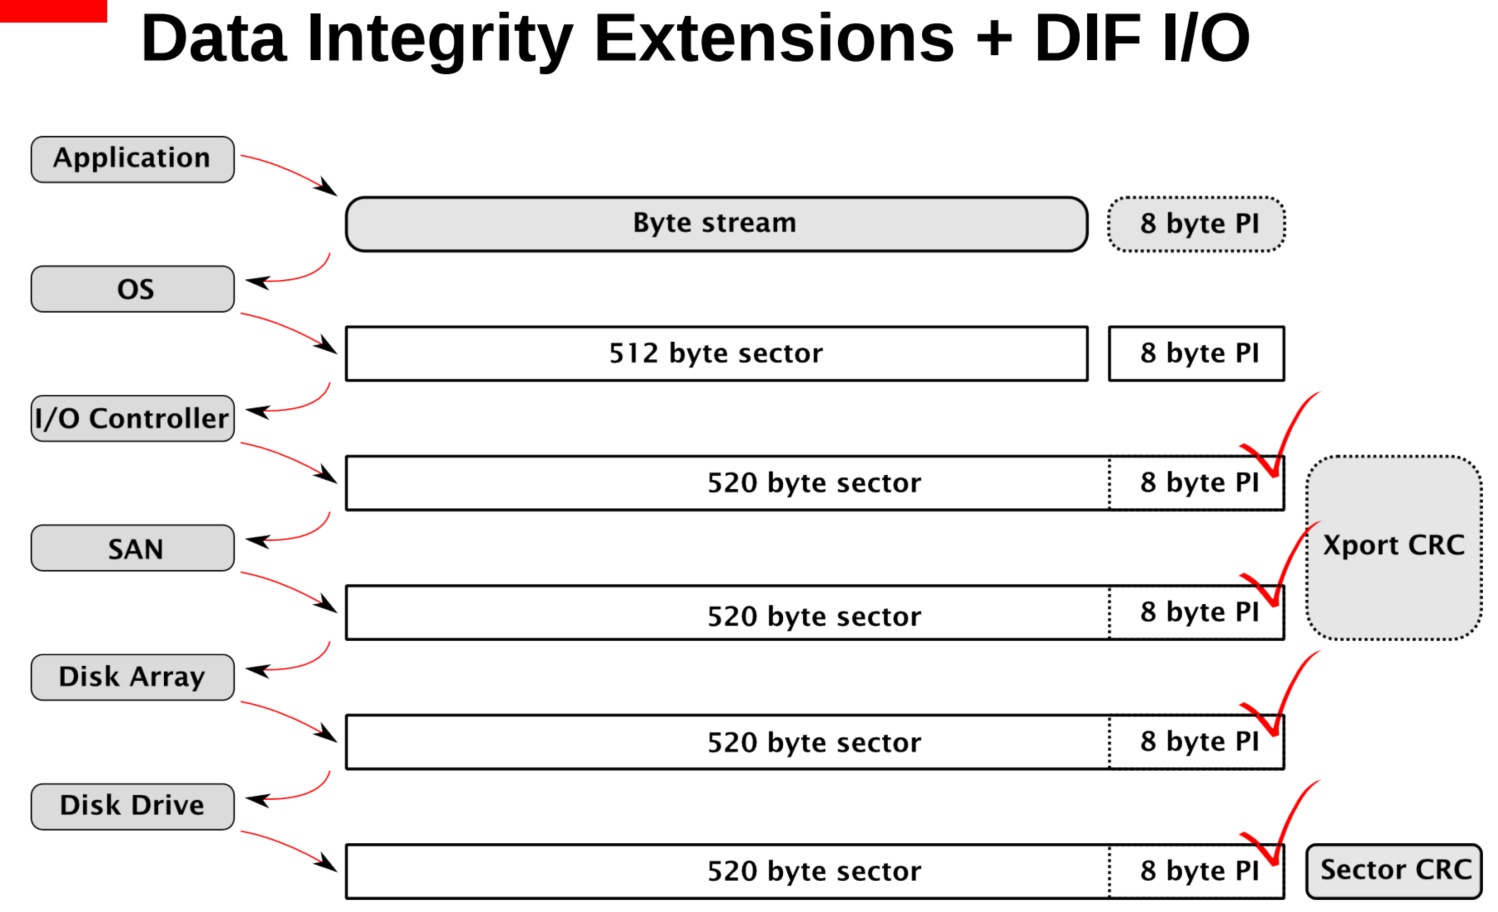 Data Integrity Extensions + DIF I/O
Application
Byte stream
8 byte PI
OS
512 byte sector
8 byte PI
I/O Controller
520 byte sector
8 byte PI
SAN
Xport CRC
520 byte sector
8 byte PI
Disk Array
520 byte sector
8 byte PI
Disk Drive
520 byte sector
8 byte PI
Sector CRC